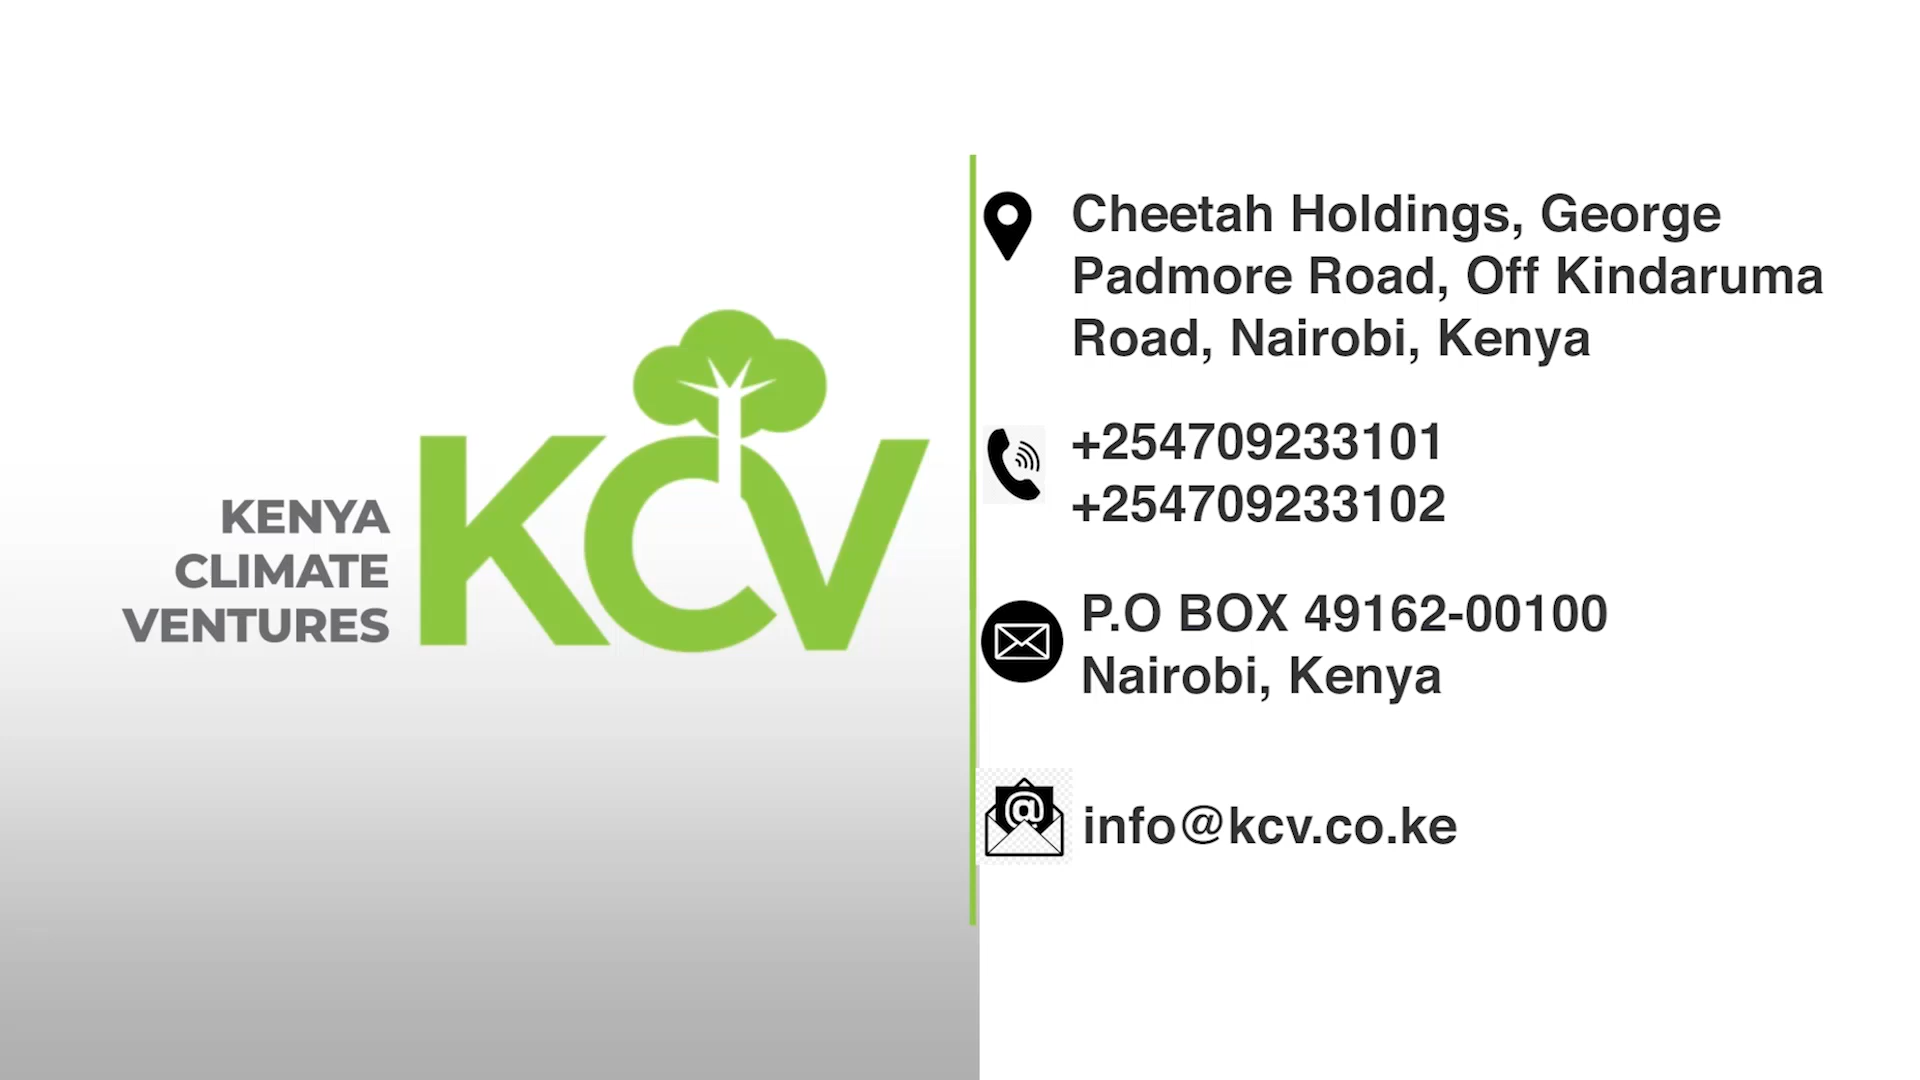 KENYA
CLIMATE
VENTURES
KCV
Cheetah Holdings, George
Padmore Road, Off Kindaruma
Road, Nairobi, Kenya
+254709233101
+254709233102
P.O BOX 49162-00100
Nairobi, Kenya
info@kcv.co.ke